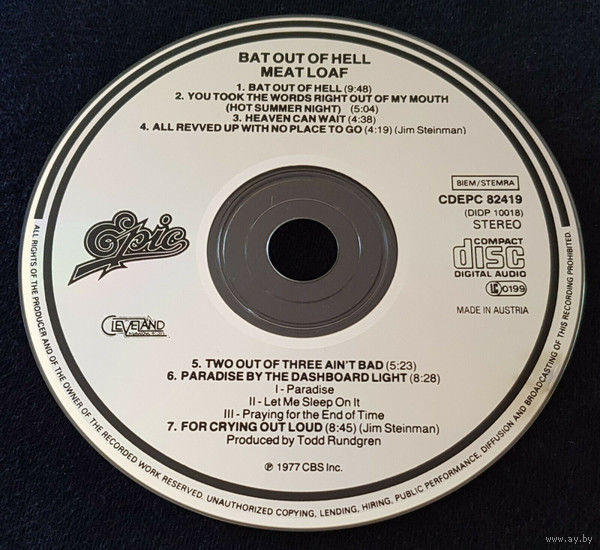 BAT OUT OF HELL
MEAT LOAF
1. BAT OUT OF HELL (9:48)
2. YOU TOOK THE WORDS RIGHT OUT OF MY MOUTH
(HOT SUMMER NIGHT) (5:04)
3. HEAVEN CAN WAIT (4:38)
4. ALL REVVED UP WITH NO PLACE TO GO (4:19) (Jim Steinman)
BIEM/STEMRA
CDEPC 82419
(DIDP 10018)
STEREO
Epic
COMPACT
disc
DIGITAL AUDIO
LC 0199
MADE IN AUSTRIA
CLEVELAND
5. TWO OUT OF THREE AIN'T BAD (5:23)
6. PARADISE BY THE DASHBOARD LIGHT (8:28)
I - Paradise
II - Let Me Sleep On It
III - Praying for the End of Time
7. FOR CRYING OUT LOUD (8:45) (Jim Steinman)
Produced by Todd Rundgren
℗ 1977 CBS Inc.
ALL RIGHTS OF THE PRODUCER AND OF THE OWNER OF THE RECORDED WORK RESERVED. UNAUTHORIZED COPYING, LENDING, HIRING, PUBLIC PERFORMANCE, DIFFUSION AND BROADCASTING OF THIS RECORDING PROHIBITED.
www.ay.by